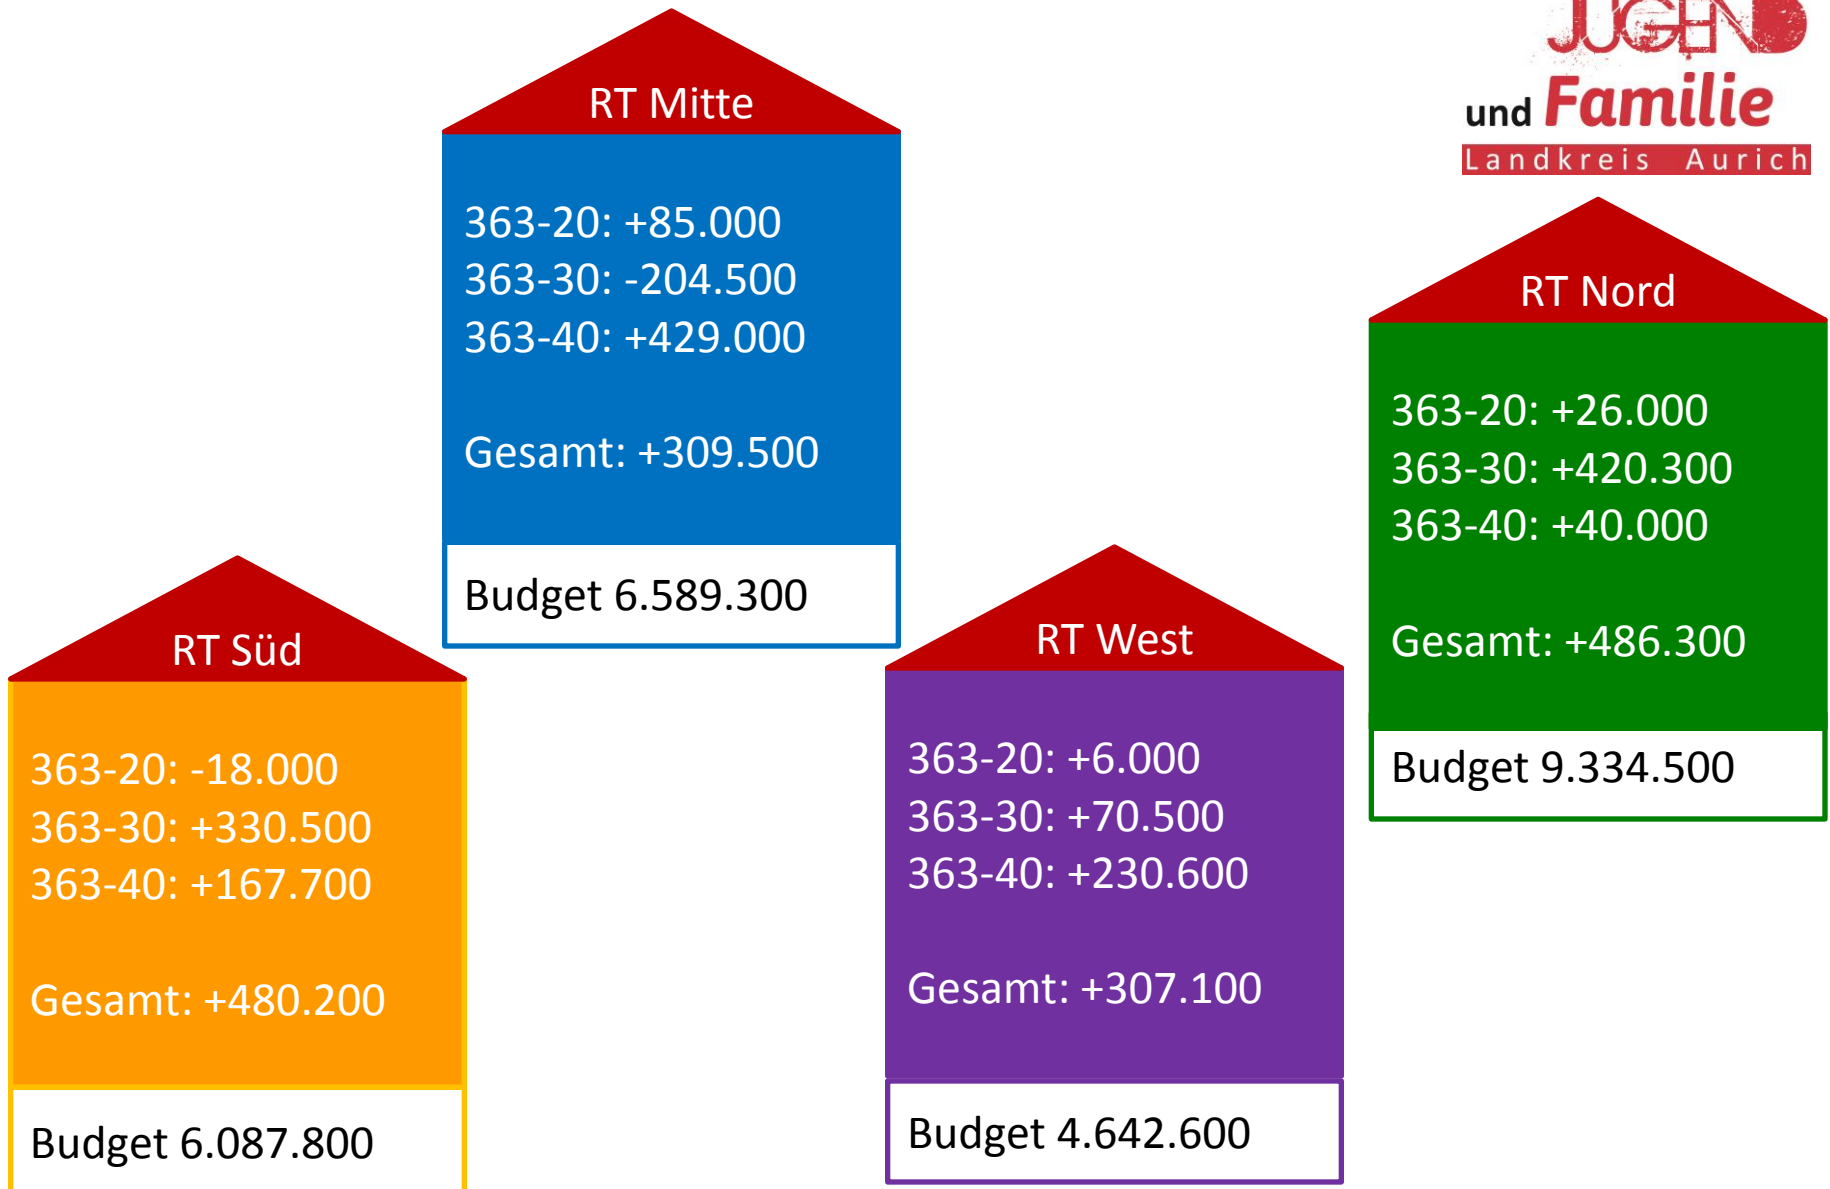 JUGEND
und Familie
Landkreis Aurich
RT Mitte
363-20: +85.000
363-30: -204.500
363-40: +429.000
Gesamt: +309.500
Budget 6.589.300
RT Nord
363-20: +26.000
363-30: +420.300
363-40: +40.000
Gesamt: +486.300
Budget 9.334.500
RT Süd
363-20: -18.000
363-30: +330.500
363-40: +167.700
Gesamt: +480.200
Budget 6.087.800
RT West
363-20: +6.000
363-30: +70.500
363-40: +230.600
Gesamt: +307.100
Budget 4.642.600